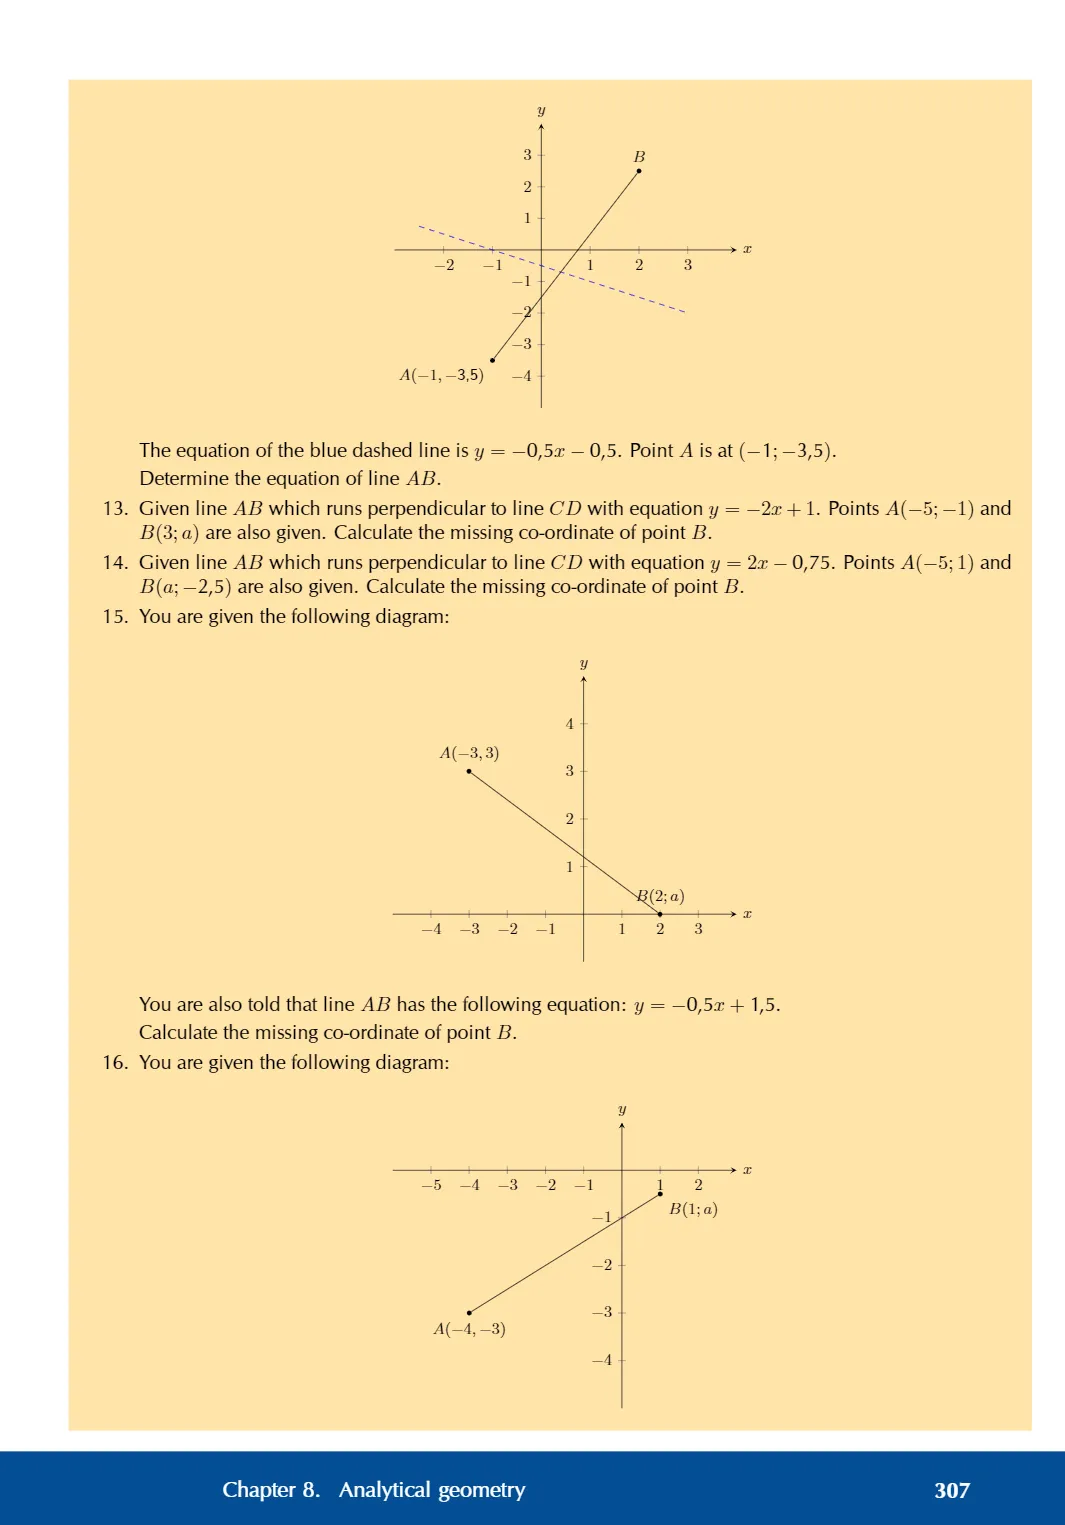 y
3
B
2
1
x
−2 −1 1 2 3
−1
−2
−3
A(−1, −3,5) −4
The equation of the blue dashed line is y = −0,5x − 0,5. Point A is at (−1; −3,5).
Determine the equation of line AB.
13. Given line AB which runs perpendicular to line CD with equation y = −2x + 1. Points A(−5; −1) and
B(3; a) are also given. Calculate the missing co-ordinate of point B.
14. Given line AB which runs perpendicular to line CD with equation y = 2x − 0,75. Points A(−5; 1) and
B(a; −2,5) are also given. Calculate the missing co-ordinate of point B.
15. You are given the following diagram:
y
4
A(−3, 3)
3
2
1
B(2; a)
x
−4 −3 −2 −1 1 2 3
You are also told that line AB has the following equation: y = −0,5x + 1,5.
Calculate the missing co-ordinate of point B.
16. You are given the following diagram:
y
x
−5 −4 −3 −2 −1 1 2
B(1; a)
−1
−2
−3
A(−4, −3)
−4
Chapter 8. Analytical geometry 307